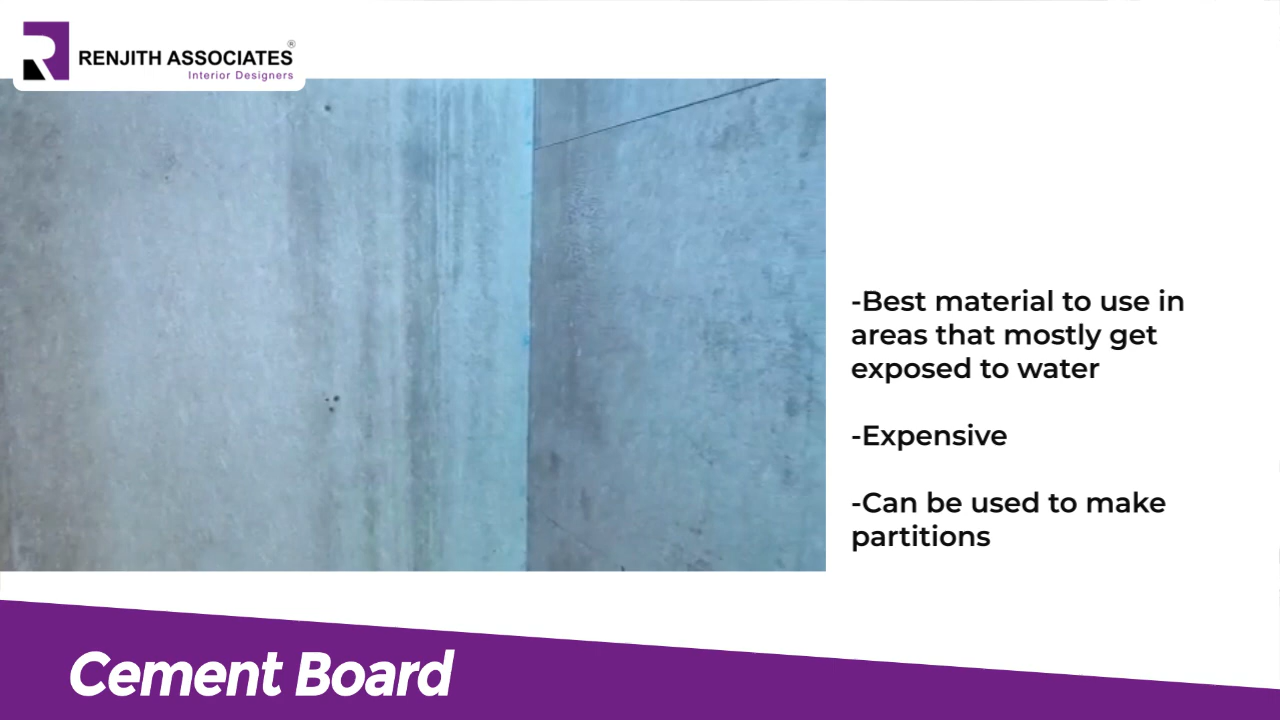 RENJITH ASSOCIATES®
Interior Designers
-Best material to use in
areas that mostly get
exposed to water
-Expensive
-Can be used to make
partitions
Cement Board